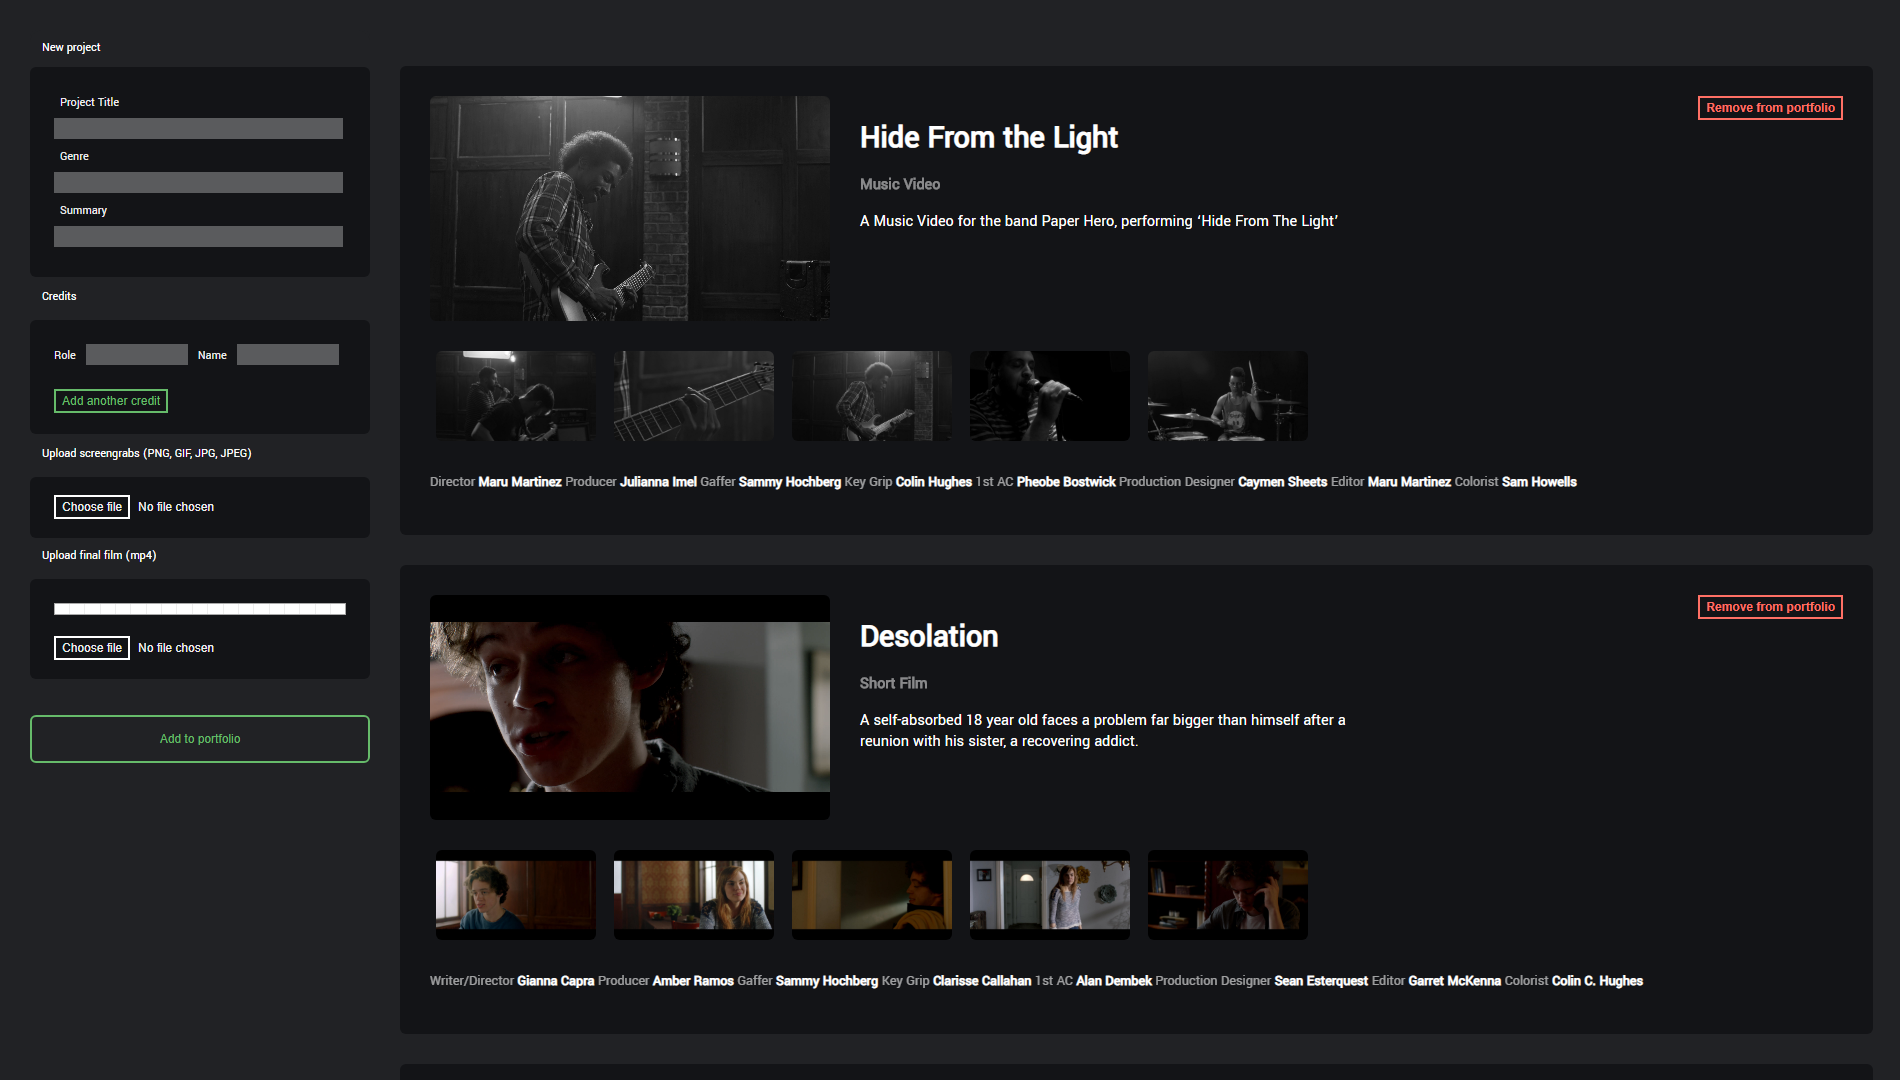 New project
Project Title
Genre
Summary
Credits
Role Name
Add another credit
Upload screengrabs (PNG, GIF, JPG, JPEG)
Choose file No file chosen
Upload final film (mp4)
Choose file No file chosen
Add to portfolio
Remove from portfolio
Hide From the Light
Music Video
A Music Video for the band Paper Hero, performing ‘Hide From The Light’
Director Maru Martinez Producer Julianna Imel Gaffer Sammy Hochberg Key Grip Colin Hughes 1st AC Pheobe Bostwick Production Designer Caymen Sheets Editor Maru Martinez Colorist Sam Howells
Remove from portfolio
Desolation
Short Film
A self-absorbed 18 year old faces a problem far bigger than himself after a
reunion with his sister, a recovering addict.
Writer/Director Gianna Capra Producer Amber Ramos Gaffer Sammy Hochberg Key Grip Clarisse Callahan 1st AC Alan Dembek Production Designer Sean Esterquest Editor Garret McKenna Colorist Colin C. Hughes